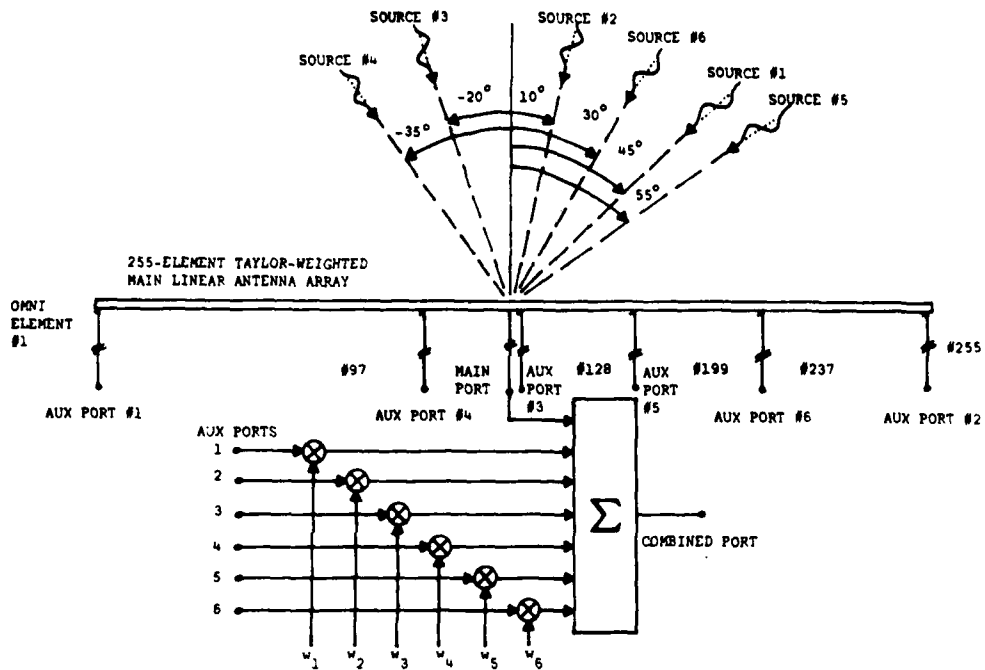 SOURCE #3
SOURCE #2
SOURCE #6
SOURCE #4
SOURCE #1
SOURCE #5
-20°
10°
30°
-35°
45°
55°
255-ELEMENT TAYLOR-WEIGHTED
MAIN LINEAR ANTENNA ARRAY
OMNI
ELEMENT
#1
#97
MAIN
PORT
AUX
PORT
#3
#128
AUX
PORT
#5
#199
#237
#255
AUX PORT #1
AUX PORT #4
AUX PORT #6
AUX PORT #2
AUX PORTS
1
2
3
4
5
6
Σ
COMBINED PORT
w1
w2
w3
w4
w5
w6